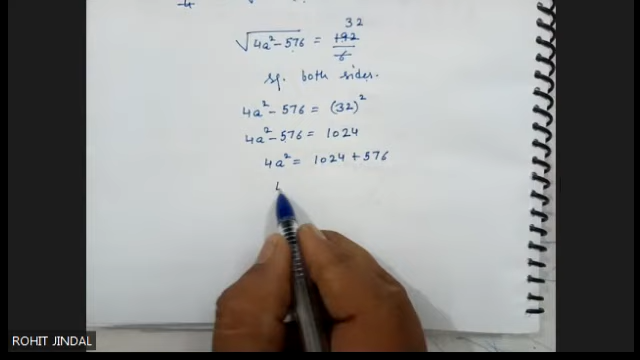 4
32
√4a² - 576 = 192/6
sq. both sides.
4a² - 576 = (32)²
4a² - 576 = 1024
4a² = 1024 + 576
ROHIT JINDAL